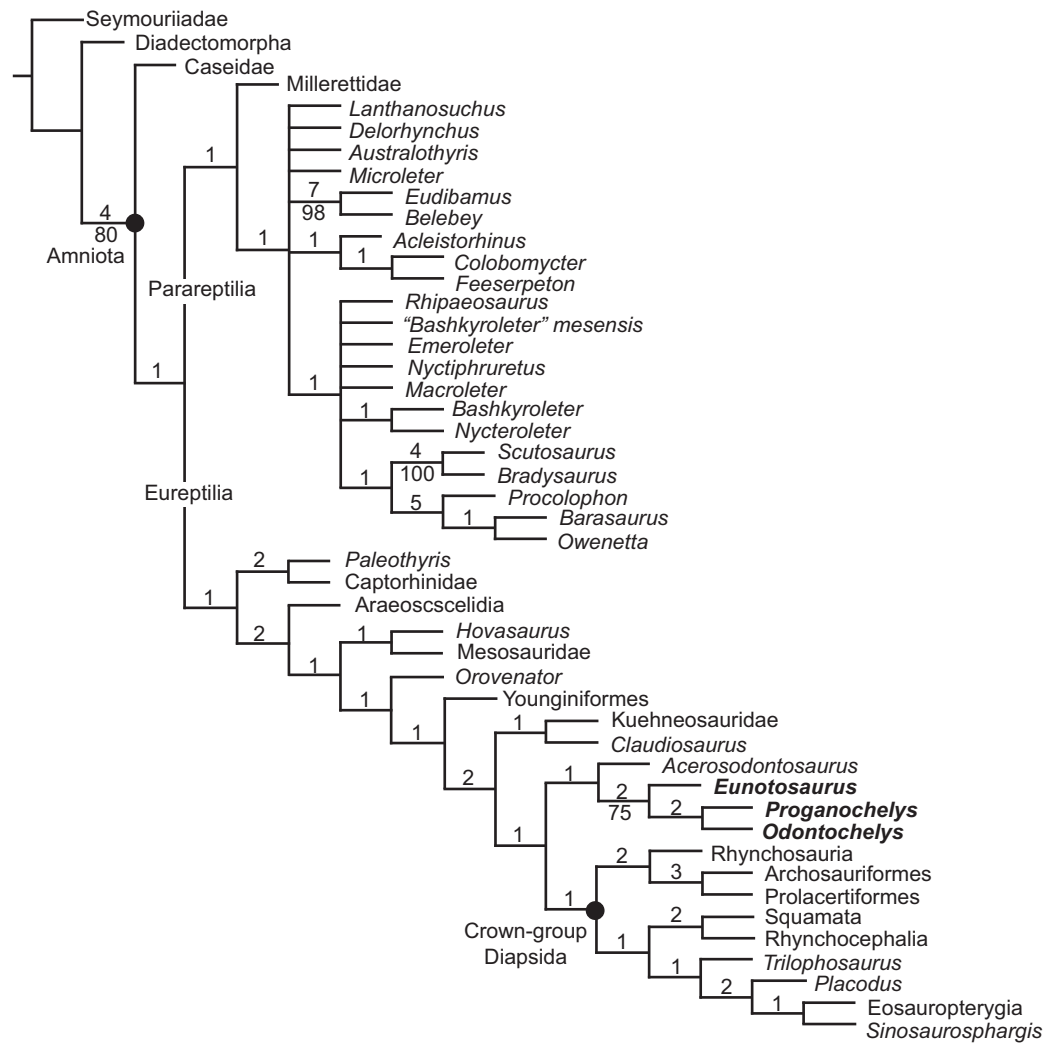 Seymouriiadae
Diadectomorpha
Caseidae
Millerettidae
Lanthanosuchus
Delorhynchus
Australothyris
1
Microleter
7
Eudibamus
98
Belebey
4
80
Amniota
1
1
Acleistorhinus
1
Colobomycter
Feeserpeton
Parareptilia
Rhipaeosaurus
“Bashkyroleter” mesensis
Emeroleter
Nyctiphruretus
1
1
Macroleter
1
Bashkyroleter
Nycteroleter
4
Scutosaurus
100
Bradysaurus
1
Eureptilia
5
Procolophon
1
Barasaurus
Owenetta
2
Paleothyris
Captorhinidae
1
Araeoscscelidia
2
1
Hovasaurus
Mesosauridae
1
Orovenator
1
Younginiformes
1
1
Kuehneosauridae
Claudiosaurus
2
1
Acerosodontosaurus
2
Eunotosaurus
75
2
Proganochelys
Odontochelys
1
2
Rhynchosauria
3
Archosauriformes
Prolacertiformes
1
Crown-group
Diapsida
2
Squamata
Rhynchocephalia
1
1
Trilophosaurus
2
Placodus
1
Eosauropterygia
Sinosaurosphargis